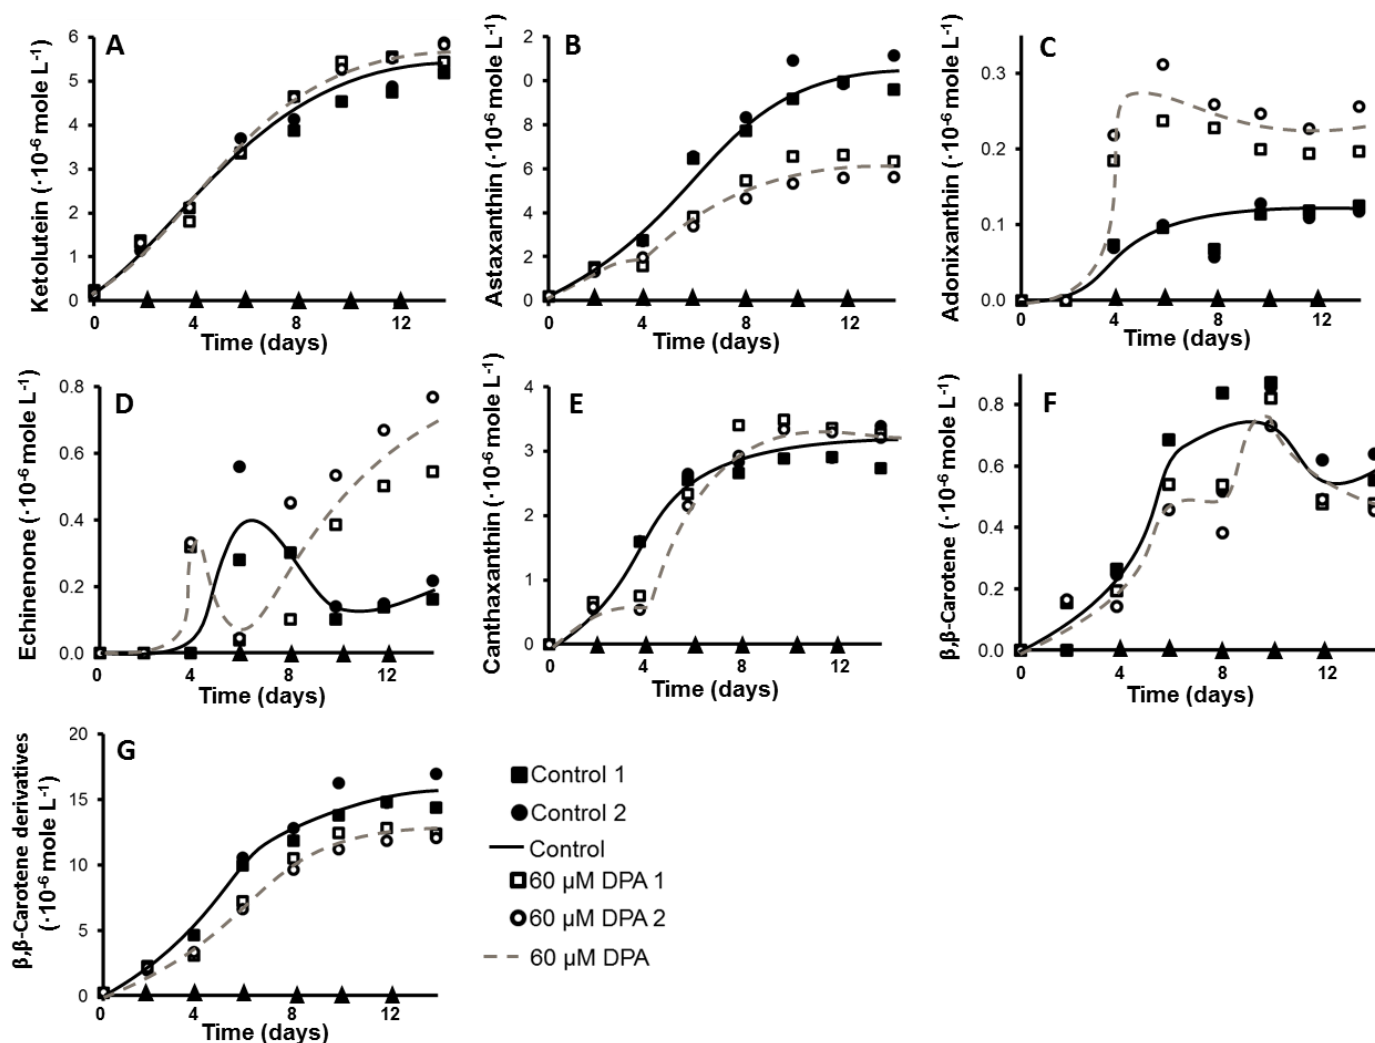 A
Ketolutein (·10-6 mole L-1)
6
5
4
3
2
1
0
0 4 8 12
Time (days)
B
Astaxanthin (·10-6 mole L-1)
2
0
8
6
4
2
0
0 4 8 12
Time (days)
C
Adonixanthin (·10-6 mole L-1)
0.3
0.2
0.1
0.0
0 4 8 12
Time (days)
D
Echinenone (·10-6 mole L-1)
0.8
0.6
0.4
0.2
0.0
0 4 8 12
Time (days)
E
Canthaxanthin (·10-6 mole L-1)
4
3
2
1
0
0 4 8 12
Time (days)
F
β,β-Carotene (·10-6 mole L-1)
0.8
0.6
0.4
0.2
0.0
0 4 8 12
Time (days)
G
β,β-Carotene derivatives
(·10-6 mole L-1)
20
15
10
5
0
0 4 8 12
Time (days)
Control 1
Control 2
Control
60 µM DPA 1
60 µM DPA 2
60 µM DPA